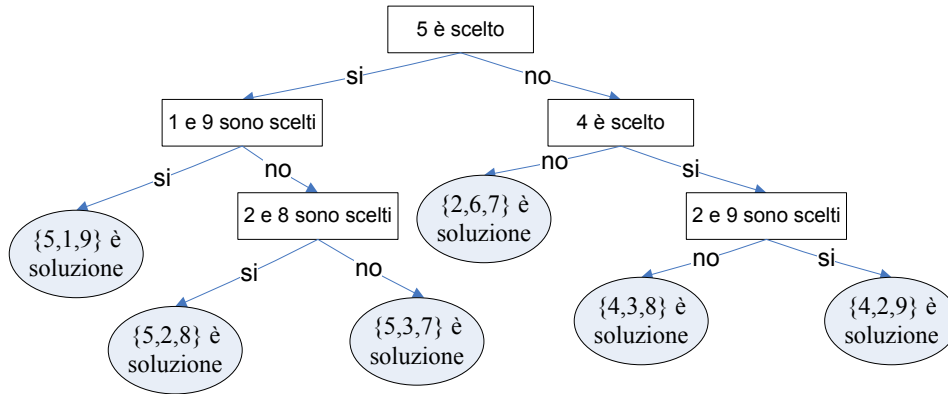 5 è scelto
si
no
1 e 9 sono scelti
4 è scelto
si
no
no
si
{5,1,9} è
soluzione
2 e 8 sono scelti
{2,6,7} è
soluzione
2 e 9 sono scelti
si
no
no
si
{5,2,8} è
soluzione
{5,3,7} è
soluzione
{4,3,8} è
soluzione
{4,2,9} è
soluzione